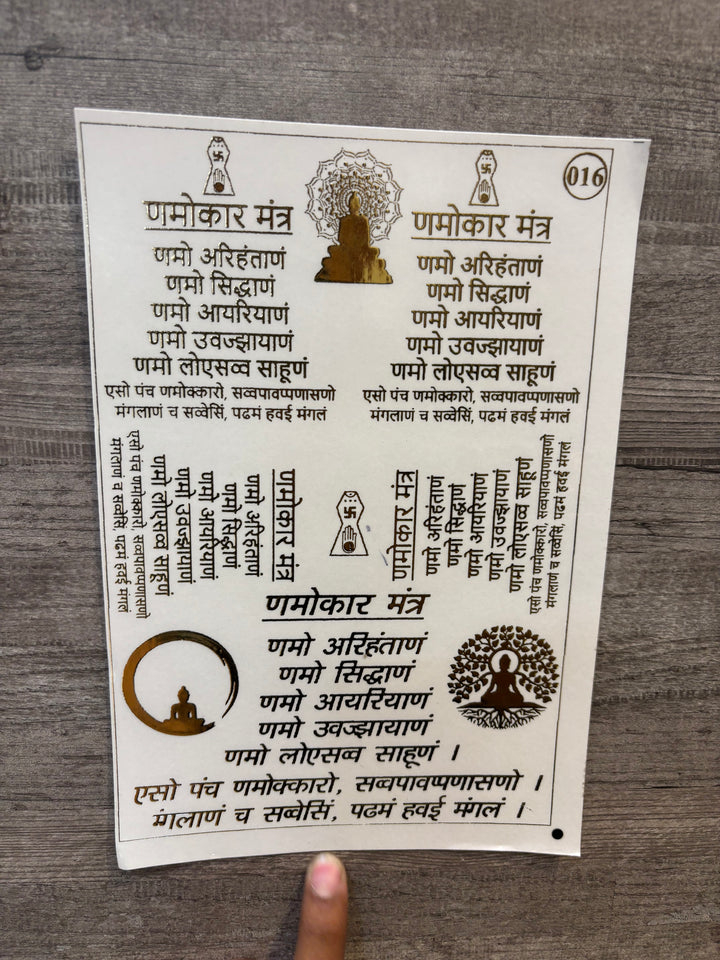 016
णमोकार मंत्र
णमो अरिहंताणं
णमो सिद्धाणं
णमो आयरियाणं
णमो उवज्झायाणं
णमो लोएसव्व साहूणं
एसो पंच णमोक्कारो, सव्वपावप्पणासणो
मंगलाणं च सव्वेसिं, पढमं हवई मंगलं
णमोकार मंत्र
णमो अरिहंताणं
णमो सिद्धाणं
णमो आयरियाणं
णमो उवज्झायाणं
णमो लोएसव्व साहूणं
एसो पंच णमोक्कारो, सव्वपावप्पणासणो
मंगलाणं च सव्वेसिं, पढमं हवई मंगलं
णमोकार मंत्र
णमो अरिहंताणं
णमो सिद्धाणं
णमो आयरियाणं
णमो उवज्झायाणं
णमो लोएसव्व साहूणं
एसो पंच णमोक्कारो, सव्वपावप्पणासणो
मंगलाणं च सव्वेसिं, पढमं हवई मंगलं
णमोकार मंत्र
णमो अरिहंताणं
णमो सिद्धाणं
णमो आयरियाणं
णमो उवज्झायाणं
णमो लोएसव्व साहूणं
एसो पंच णमोक्कारो, सव्वपावप्पणासणो
मंगलाणं च सव्वेसिं, पढमं हवई मंगलं
णमोकार मंत्र
णमो अरिहंताणं
णमो सिद्धाणं
णमो आयरियाणं
णमो उवज्झायाणं
णमो लोएसव्व साहूणं ।
एसो पंच णमोक्कारो, सव्वपावप्पणासणो ।
मंगलाणं च सव्वेसिं, पढमं हवई मंगलं ।